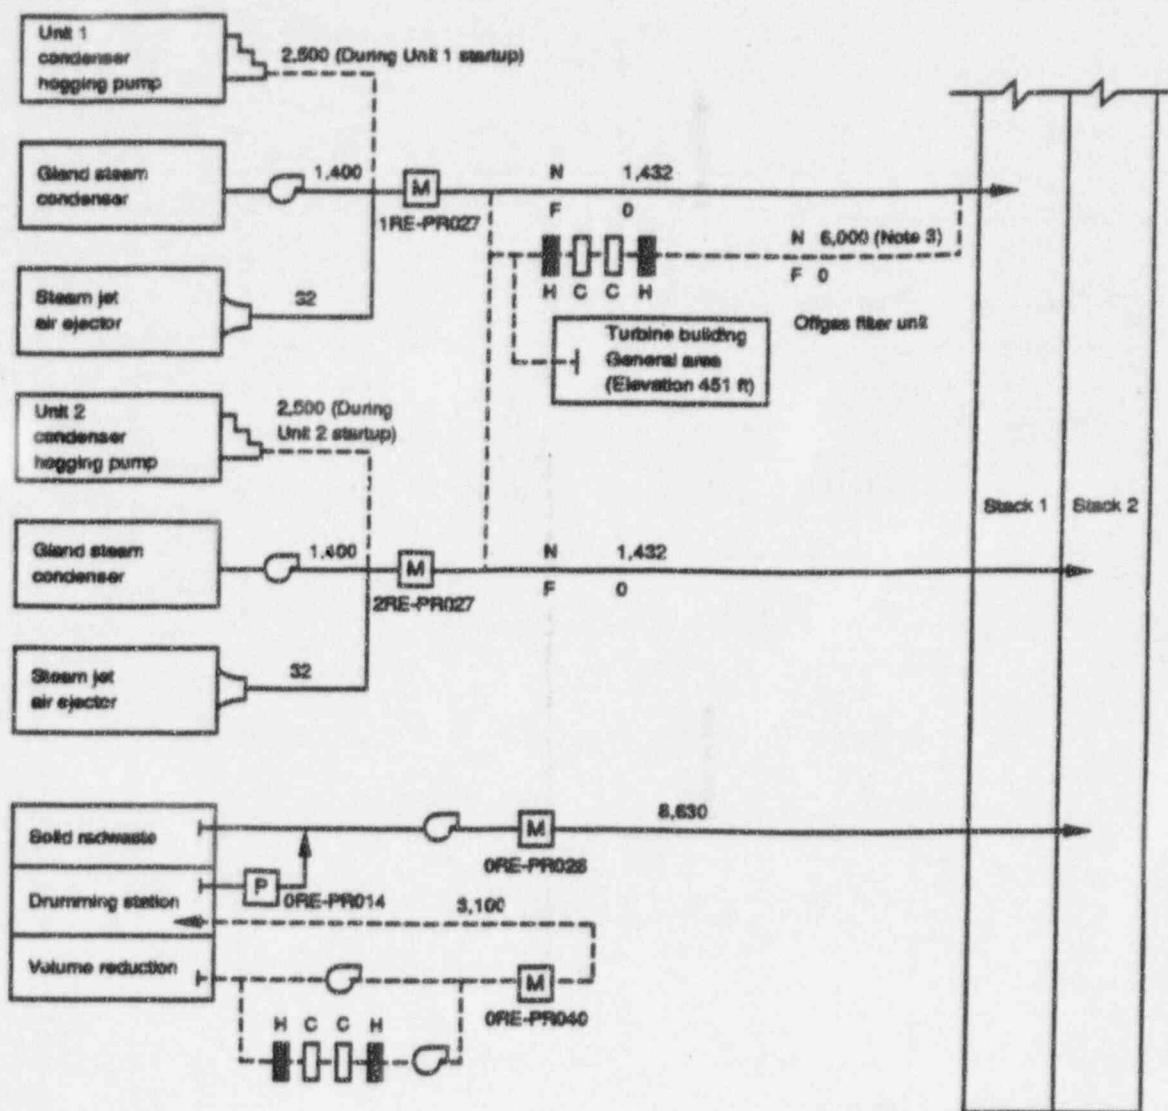 Unit 1
condenser
hogging pump
2,500 (During Unit 1 startup)
Gland steam
condenser
1,400
M
1RE-PR027
N 1,432
F 0
N 6,000 (Note 3)
F 0
H C C H
Offgas filter unit
Steam jet
air ejector
32
Turbine building
General area
(Elevation 451 ft)
Unit 2
condenser
hogging pump
2,500 (During
Unit 2 startup)
Stack 1
Stack 2
Gland steam
condenser
1,400
M
2RE-PR027
N 1,432
F 0
Steam jet
air ejector
32
Solid radwaste
M
0RE-PR028
8,630
Drumming station
P
0RE-PR014
3,100
Volume reduction
M
0RE-PR040
H C C H